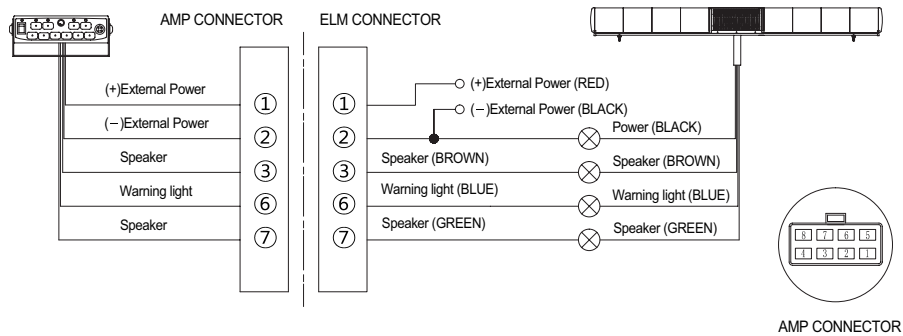 AMP CONNECTOR
ELM CONNECTOR
(+)External Power
(−)External Power
Speaker
Warning light
Speaker
①
②
③
⑥
⑦
①
②
③
⑥
⑦
(+)External Power (RED)
(−)External Power (BLACK)
Power (BLACK)
Speaker (BROWN)
Speaker (BROWN)
Warning light (BLUE)
Warning light (BLUE)
Speaker (GREEN)
Speaker (GREEN)
8 7 6 5
4 3 2 1
AMP CONNECTOR